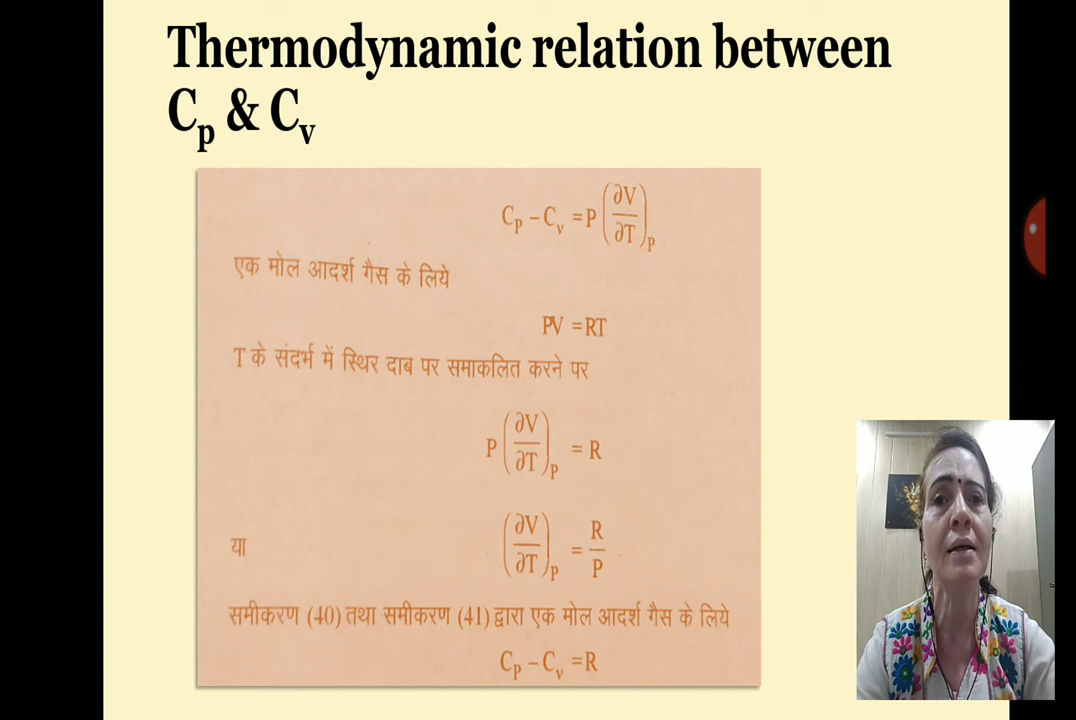 Thermodynamic relation between
Cₚ & Cᵥ
Cₚ – Cᵥ = P (∂V/∂T)ₚ
एक मोल आदर्श गैस के लिये
PV = RT
T के संदर्भ में स्थिर दाब पर समाकलित करने पर
P (∂V/∂T)ₚ = R
या (∂V/∂T)ₚ = R/P
समीकरण (40) तथा समीकरण (41) द्वारा एक मोल आदर्श गैस के लिये
Cₚ – Cᵥ = R